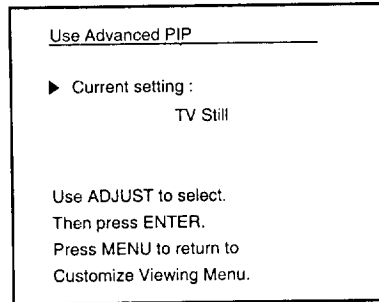 Use Advanced PIP
▶ Current setting :
TV Still
Use ADJUST to select.
Then press ENTER.
Press MENU to return to
Customize Viewing Menu.